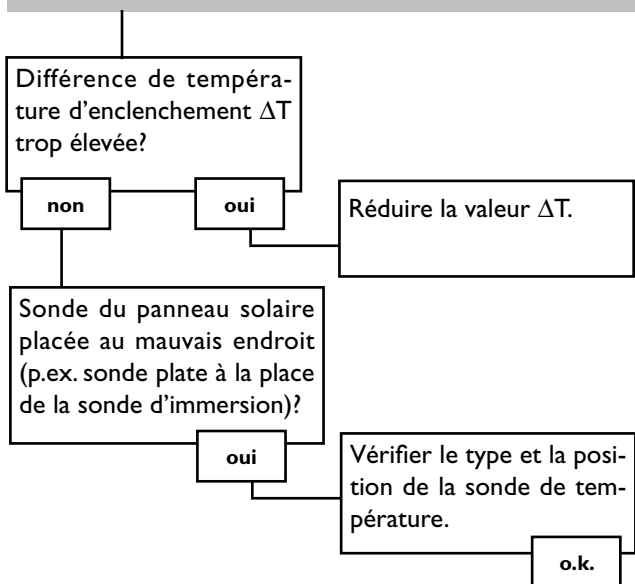 Différence de tempéra-
ture d'enclenchement ΔT
trop élevée?
non
oui
Réduire la valeur ΔT.
Sonde du panneau solaire
placée au mauvais endroit
(p.ex. sonde plate à la place
de la sonde d'immersion)?
oui
Vérifier le type et la posi-
tion de la sonde de tem-
pérature.
o.k.